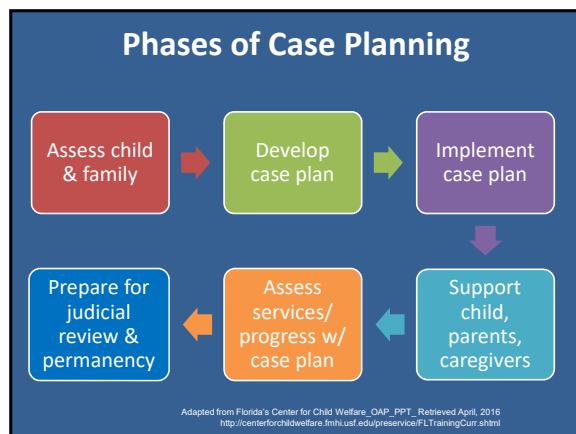 Phases of Case Planning
Assess child
& family
Develop
case plan
Implement
case plan
Support
child,
parents,
caregivers
Assess
services/
progress w/
case plan
Prepare for
judicial
review &
permanency
Adapted from Florida's Center for Child Welfare_OAP_PPT_ Retrieved April, 2016
http://centerforchildwelfare.fmhi.usf.edu/preservice/FLTrainingCurr.shtml